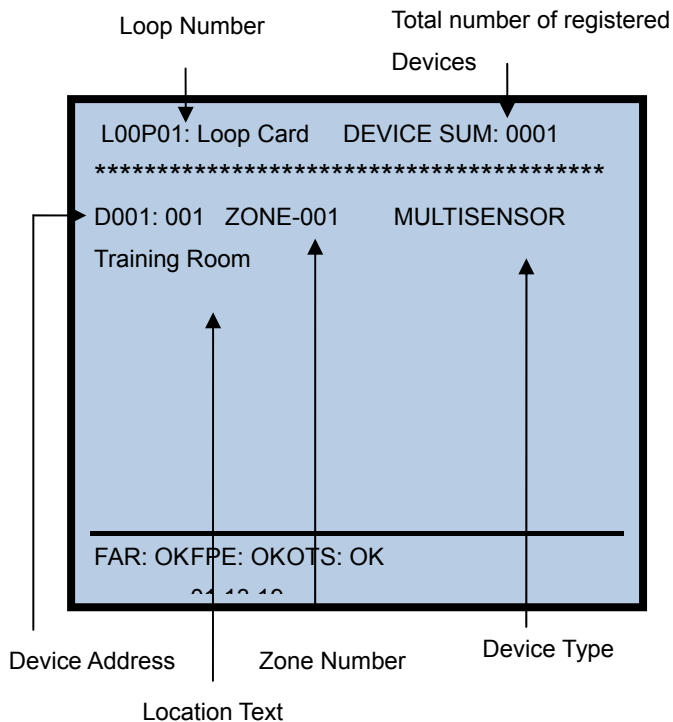 Loop Number
Total number of registered
Devices
L00P01: Loop Card DEVICE SUM: 0001
*****************************************
D001: 001 ZONE-001 MULTISENSOR
Training Room
FAR: OKFPE: OKOTS: OK
Device Address
Zone Number
Device Type
Location Text